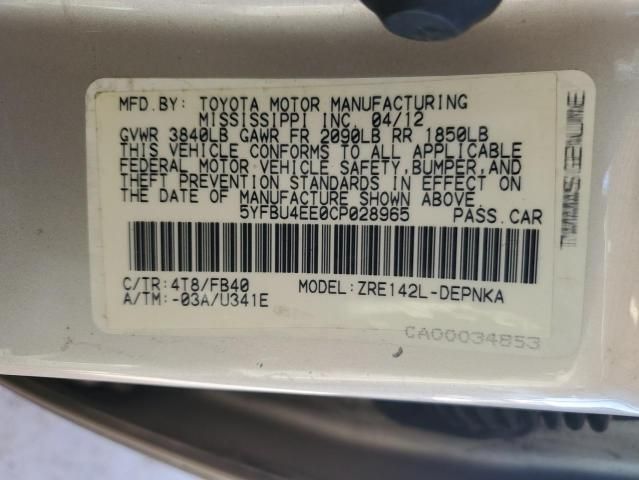 MFD.BY: TOYOTA MOTOR MANUFACTURING
MISSISSIPPI INC. 04/12
GVWR 3840LB GAWR FR 2090LB RR 1850LB
THIS VEHICLE CONFORMS TO ALL APPLICABLE
FEDERAL MOTOR VEHICLE SAFETY,BUMPER,AND
THEFT PREVENTION STANDARDS IN EFFECT ON
THE DATE OF MANUFACTURE SHOWN ABOVE.
5YFBU4EE0CP028965 PASS.CAR
C/TR:4T8/FB40 MODEL:ZRE142L-DEPNKA
A/TM:-03A/U341E
CA00034853